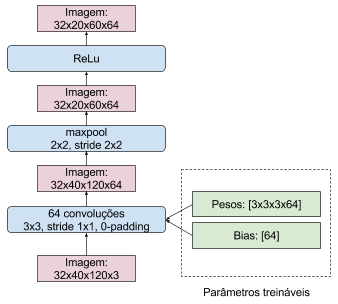 Imagem:
32x20x60x64
ReLu
Imagem:
32x20x60x64
maxpool
2x2, stride 2x2
Imagem:
32x40x120x64
64 convoluções
3x3, stride 1x1, 0-padding
Pesos: [3x3x3x64]
Bias: [64]
Imagem:
32x40x120x3
Parâmetros treináveis